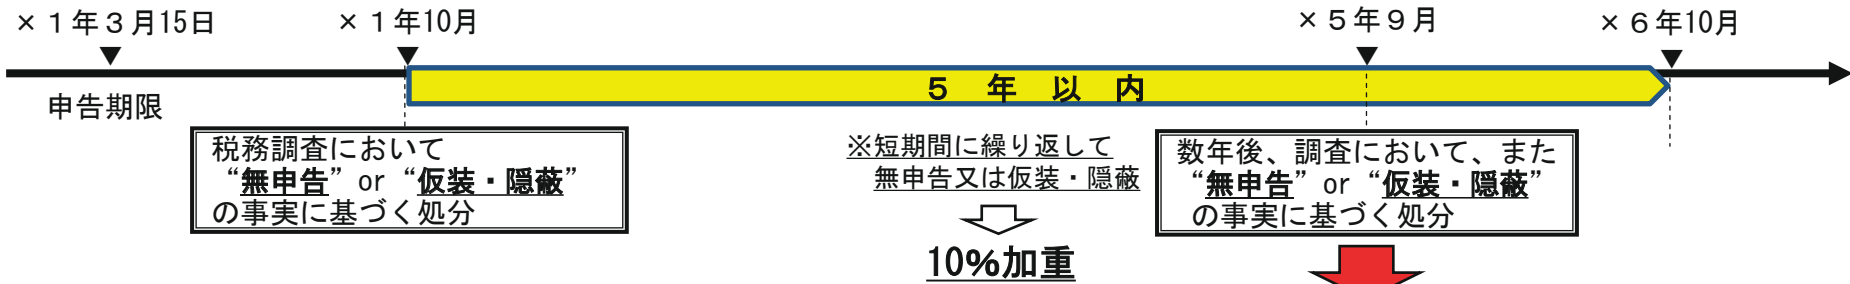 ×１年３月15日
×１年10月
×５年９月
×６年10月
５年以内
申告期限
税務調査において
“無申告” or “仮装・隠蔽”
の事実に基づく処分
※短期間に繰り返して
無申告又は仮装・隠蔽
10％加重
数年後、調査において、また
“無申告” or “仮装・隠蔽”
の事実に基づく処分